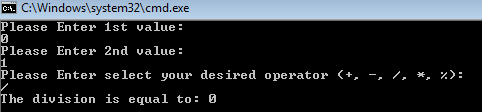 C:\Windows\system32\cmd.exe
Please Enter 1st value:
0
Please Enter 2nd value:
1
Please Enter select your desired operator (+, -, /, *, %):
/
The division is equal to: 0